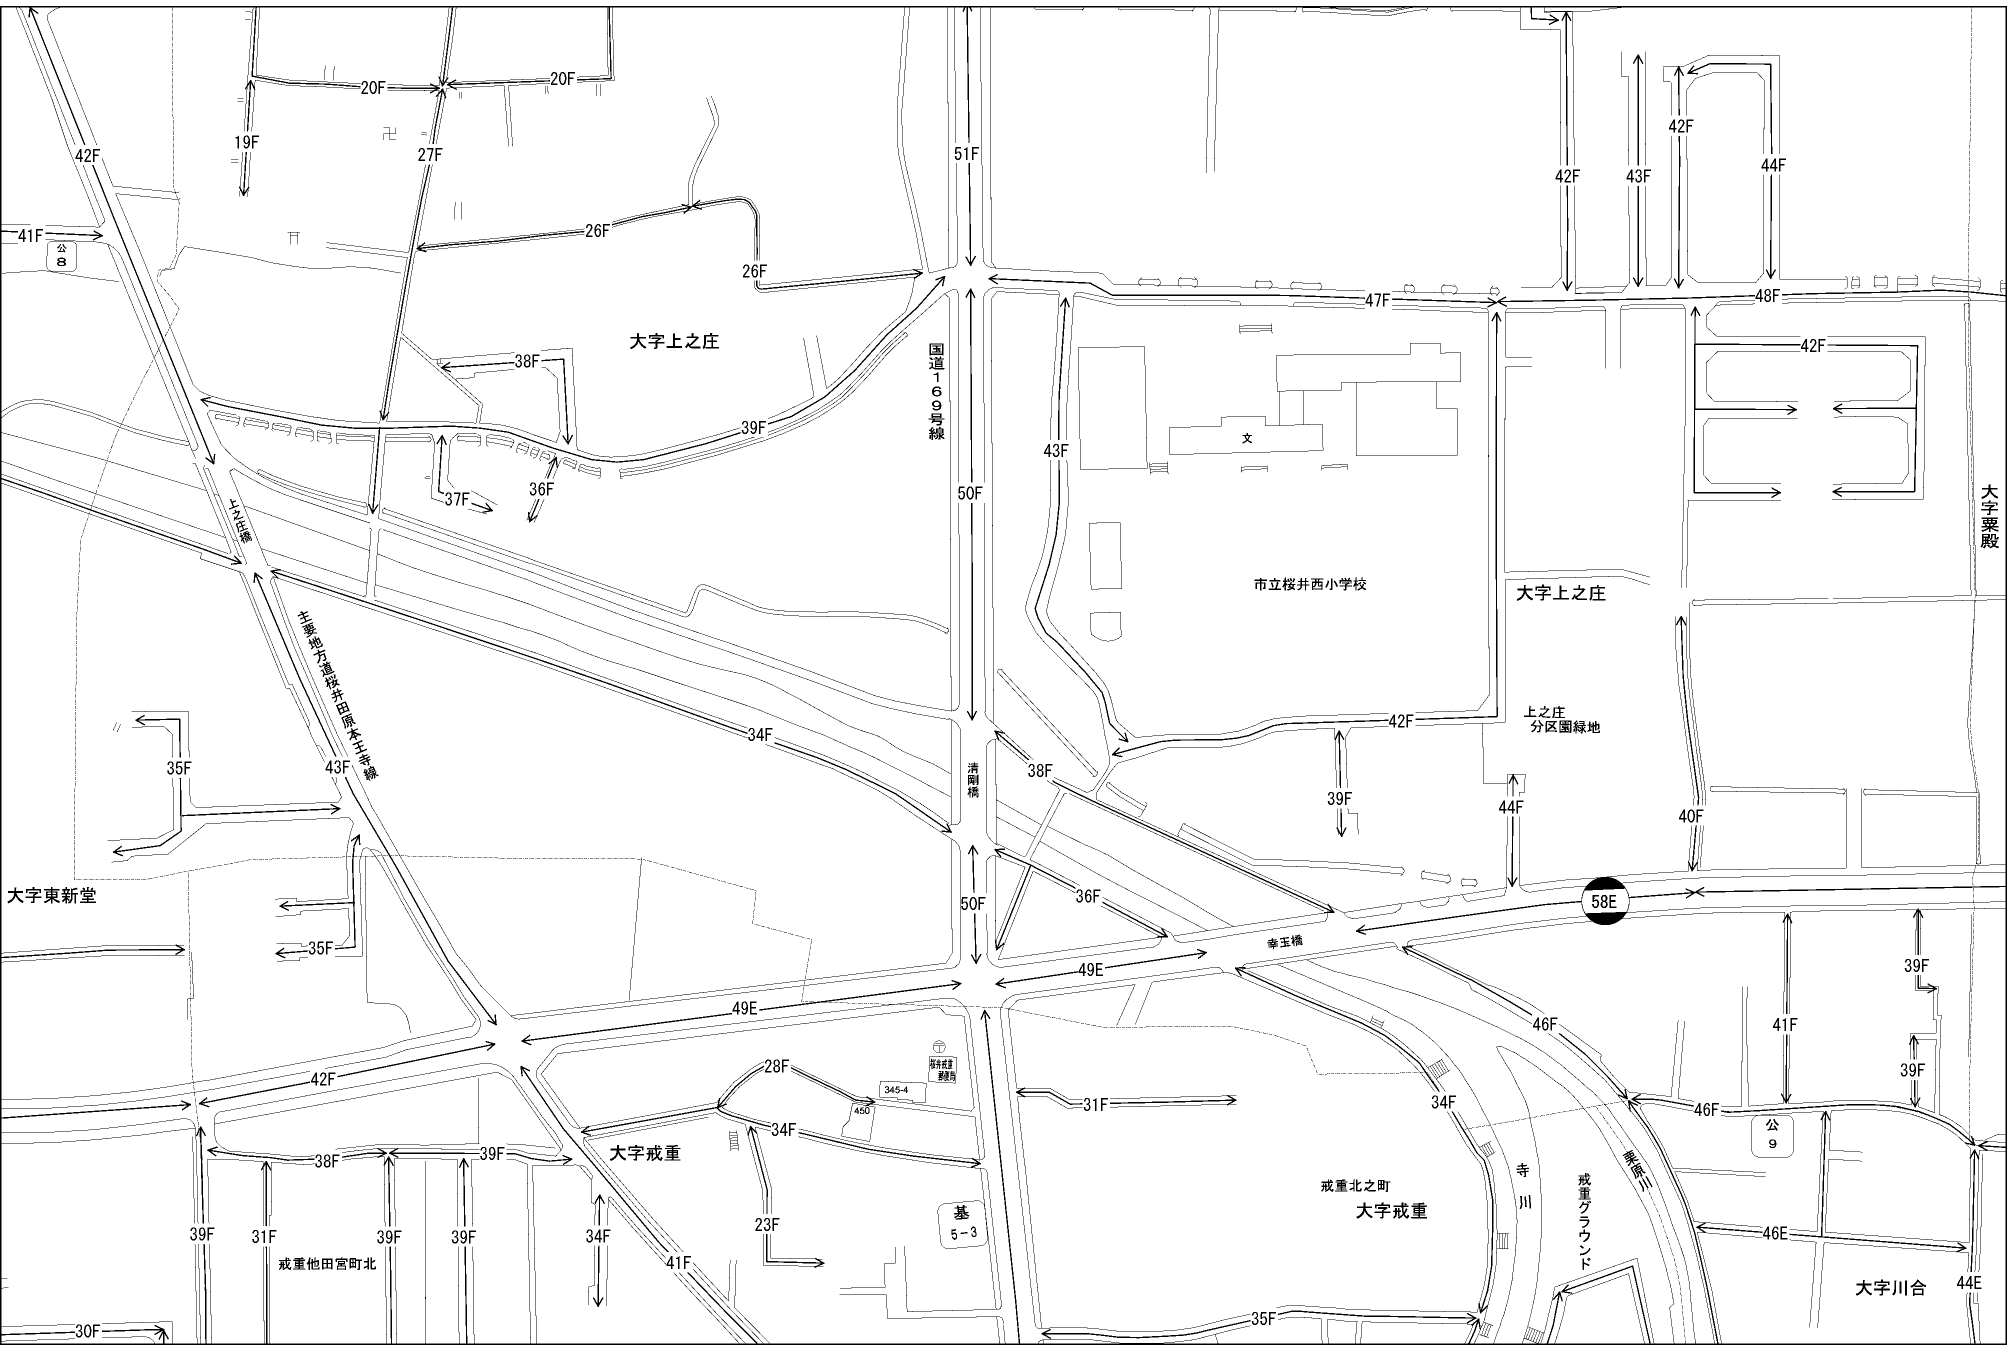 20F
20F
19F
42F
27F
51F
42F
43F
42F
44F
41F
公
8
26F
26F
47F
48F
大字上之庄
38F
国道169号線
42F
39F
43F
文
37F
36F
50F
上之庄橋
大字粟殿
市立桜井西小学校
大字上之庄
主要地方道桜井田原本王寺線
34F
42F
上之庄
分区園緑地
35F
43F
清剛橋
38F
39F
44F
40F
大字東新堂
36F
50F
58E
35F
幸玉橋
49E
39F
49E
46F
41F
42F
28F
桜井戒重
郵便局
345-4
450
31F
34F
39F
46F
34F
公
9
38F
39F
大字戒重
寺川
粟原川
戒重北之町
大字戒重
戒重グラウンド
基
5-3
39F
31F
39F
39F
34F
23F
46E
戒重他田宮町北
41F
44E
大字川合
30F
35F